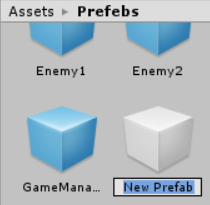 Assets ▸ Prefebs
Enemy1 Enemy2
GameMana... New Prefab